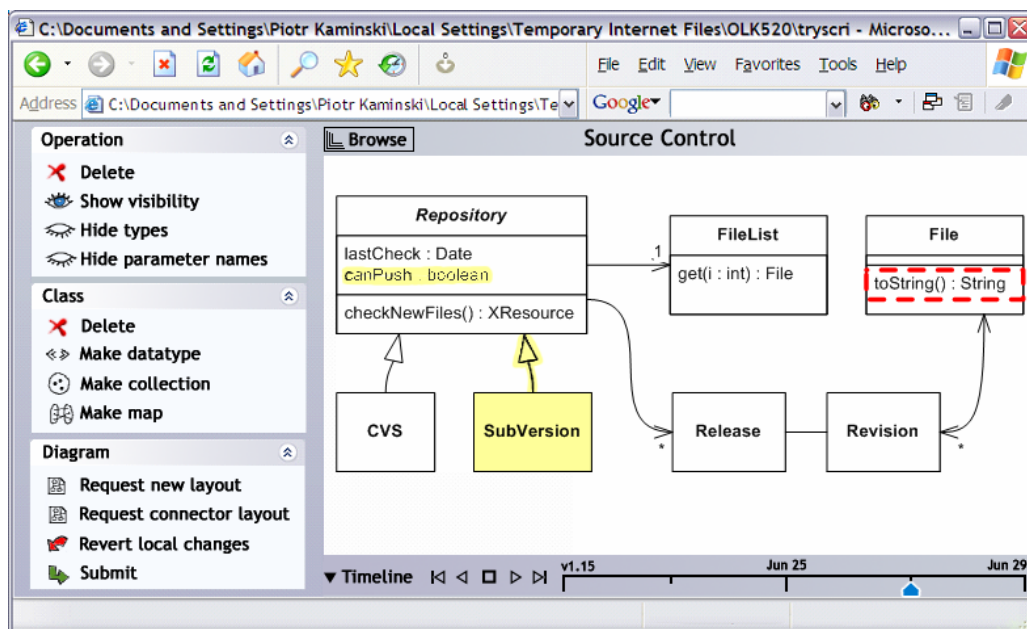 C:\Documents and Settings\Piotr Kaminski\Local Settings\Temporary Internet Files\OLK520\tryscri - Microso...
File Edit View Favorites Tools Help
Address C:\Documents and Settings\Piotr Kaminski\Local Settings\Te Google
Operation
Delete
Show visibility
Hide types
Hide parameter names
Class
Delete
Make datatype
Make collection
Make map
Diagram
Request new layout
Request connector layout
Revert local changes
Submit
Browse
Source Control
Repository
lastCheck : Date
canPush : boolean
checkNewFiles() : XResource
.1
FileList
get(i : int) : File
File
toString() : String
CVS
SubVersion
*
Release
Revision
*
Timeline
v1.15
Jun 25
Jun 29